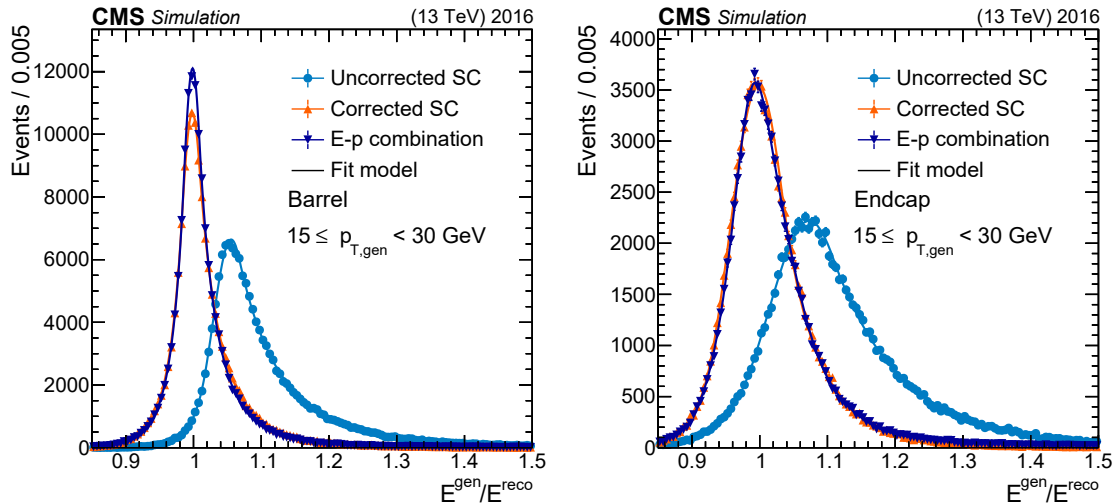 CMS Simulation (13 TeV) 2016
Events / 0.005
12000
10000
8000
6000
4000
2000
0
Uncorrected SC
Corrected SC
E-p combination
Fit model
Barrel
15 ≤ pT,gen < 30 GeV
0.9 1 1.1 1.2 1.3 1.4 1.5
E^gen/E^reco
CMS Simulation (13 TeV) 2016
Events / 0.005
4000
3500
3000
2500
2000
1500
1000
500
0
Uncorrected SC
Corrected SC
E-p combination
Fit model
Endcap
15 ≤ pT,gen < 30 GeV
0.9 1 1.1 1.2 1.3 1.4 1.5
E^gen/E^reco